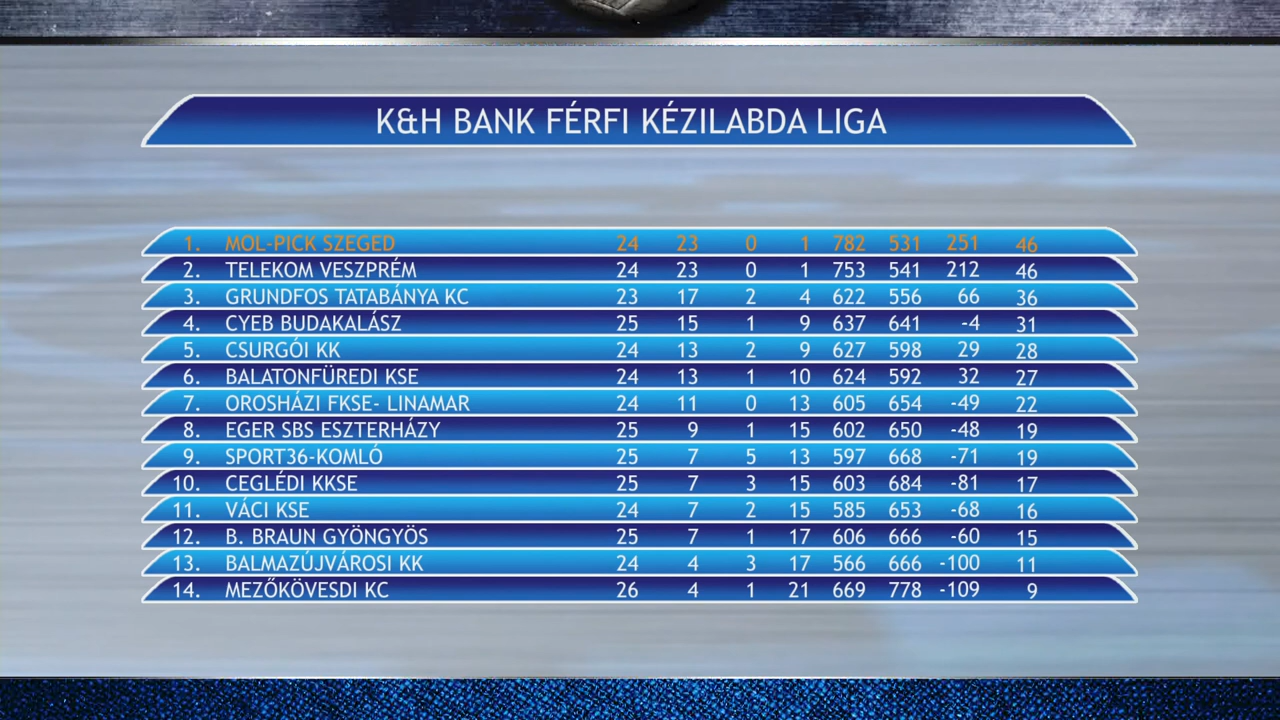 K&H BANK FÉRFI KÉZILABDA LIGA
1. MOL-PICK SZEGED 24 23 0 1 782 531 251 46
2. TELEKOM VESZPRÉM 24 23 0 1 753 541 212 46
3. GRUNDFOS TATABÁNYA KC 23 17 2 4 622 556 66 36
4. CYEB BUDAKALÁSZ 25 15 1 9 637 641 -4 31
5. CSURGÓI KK 24 13 2 9 627 598 29 28
6. BALATONFÜREDI KSE 24 13 1 10 624 592 32 27
7. OROSHÁZI FKSE- LINAMAR 24 11 0 13 605 654 -49 22
8. EGER SBS ESZTERHÁZY 25 9 1 15 602 650 -48 19
9. SPORT36-KOMLÓ 25 7 5 13 597 668 -71 19
10. CEGLÉDI KKSE 25 7 3 15 603 684 -81 17
11. VÁCI KSE 24 7 2 15 585 653 -68 16
12. B. BRAUN GYÖNGYÖS 25 7 1 17 606 666 -60 15
13. BALMAZÚJVÁROSI KK 24 4 3 17 566 666 -100 11
14. MEZŐKÖVESDI KC 26 4 1 21 669 778 -109 9